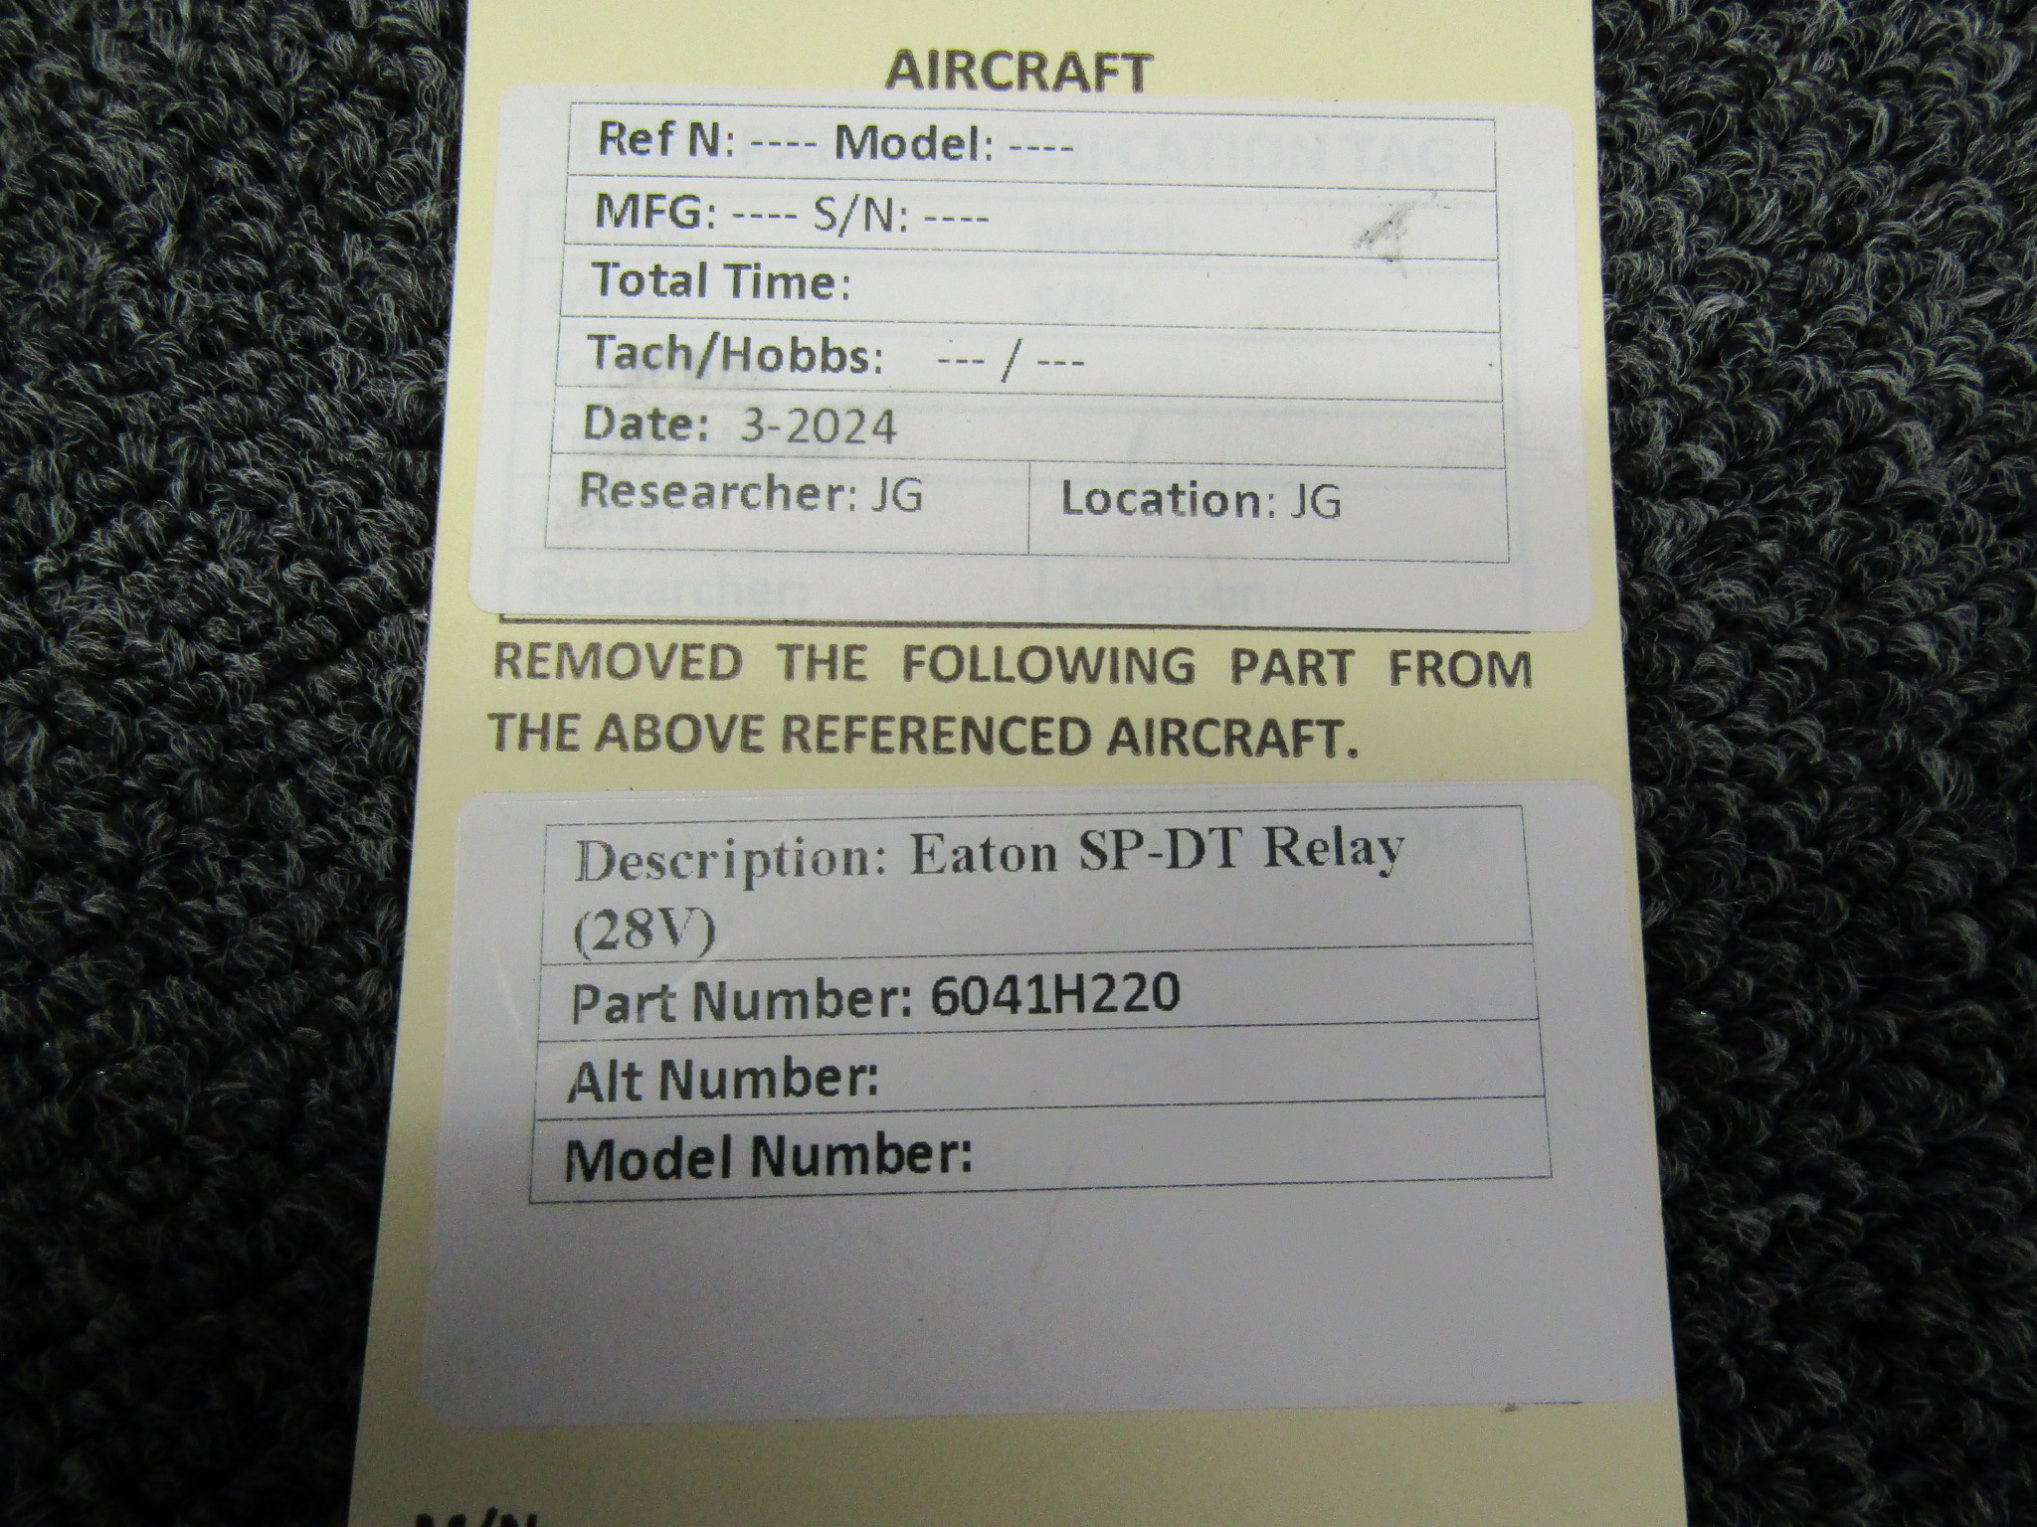 AIRCRAFT
Ref N: ---- Model: ----
MFG: ---- S/N: ----
Total Time:
Tach/Hobbs: --- / ---
Date: 3-2024
Researcher: JG Location: JG
REMOVED THE FOLLOWING PART FROM
THE ABOVE REFERENCED AIRCRAFT.
Description: Eaton SP-DT Relay
(28V)
Part Number: 6041H220
Alt Number:
Model Number:
M/N